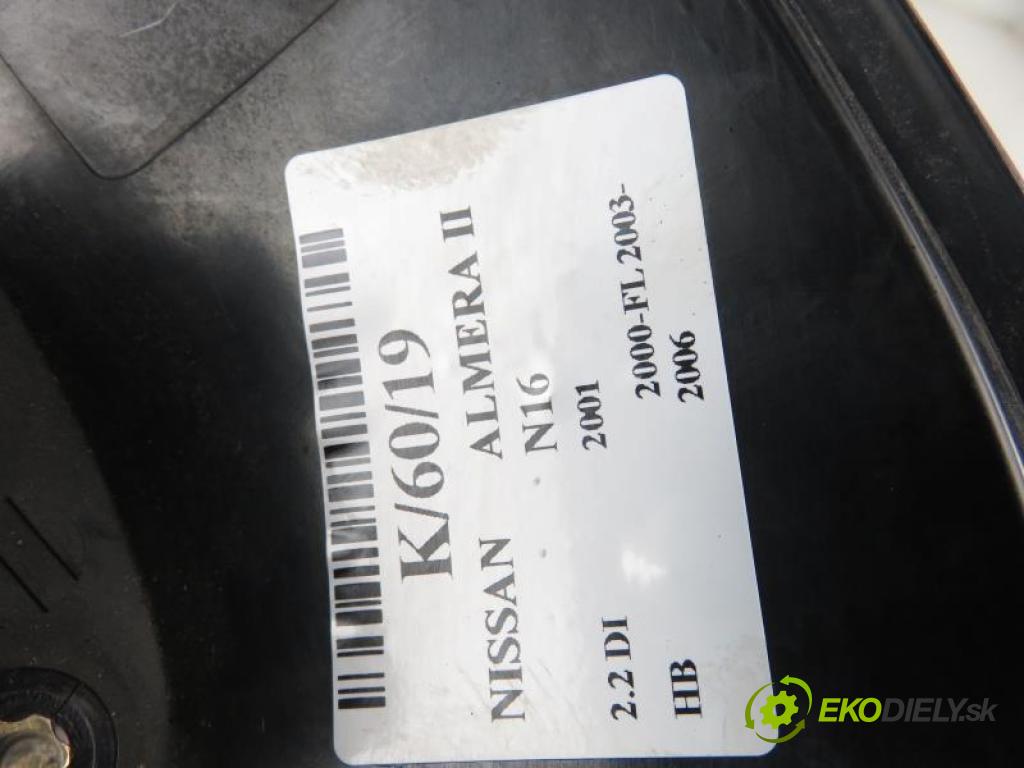 K/60/19
NISSAN ALMERA II
N16
2.2 DI 2001
HB 2000-FL 2003-
2006
EKODIELY.sk